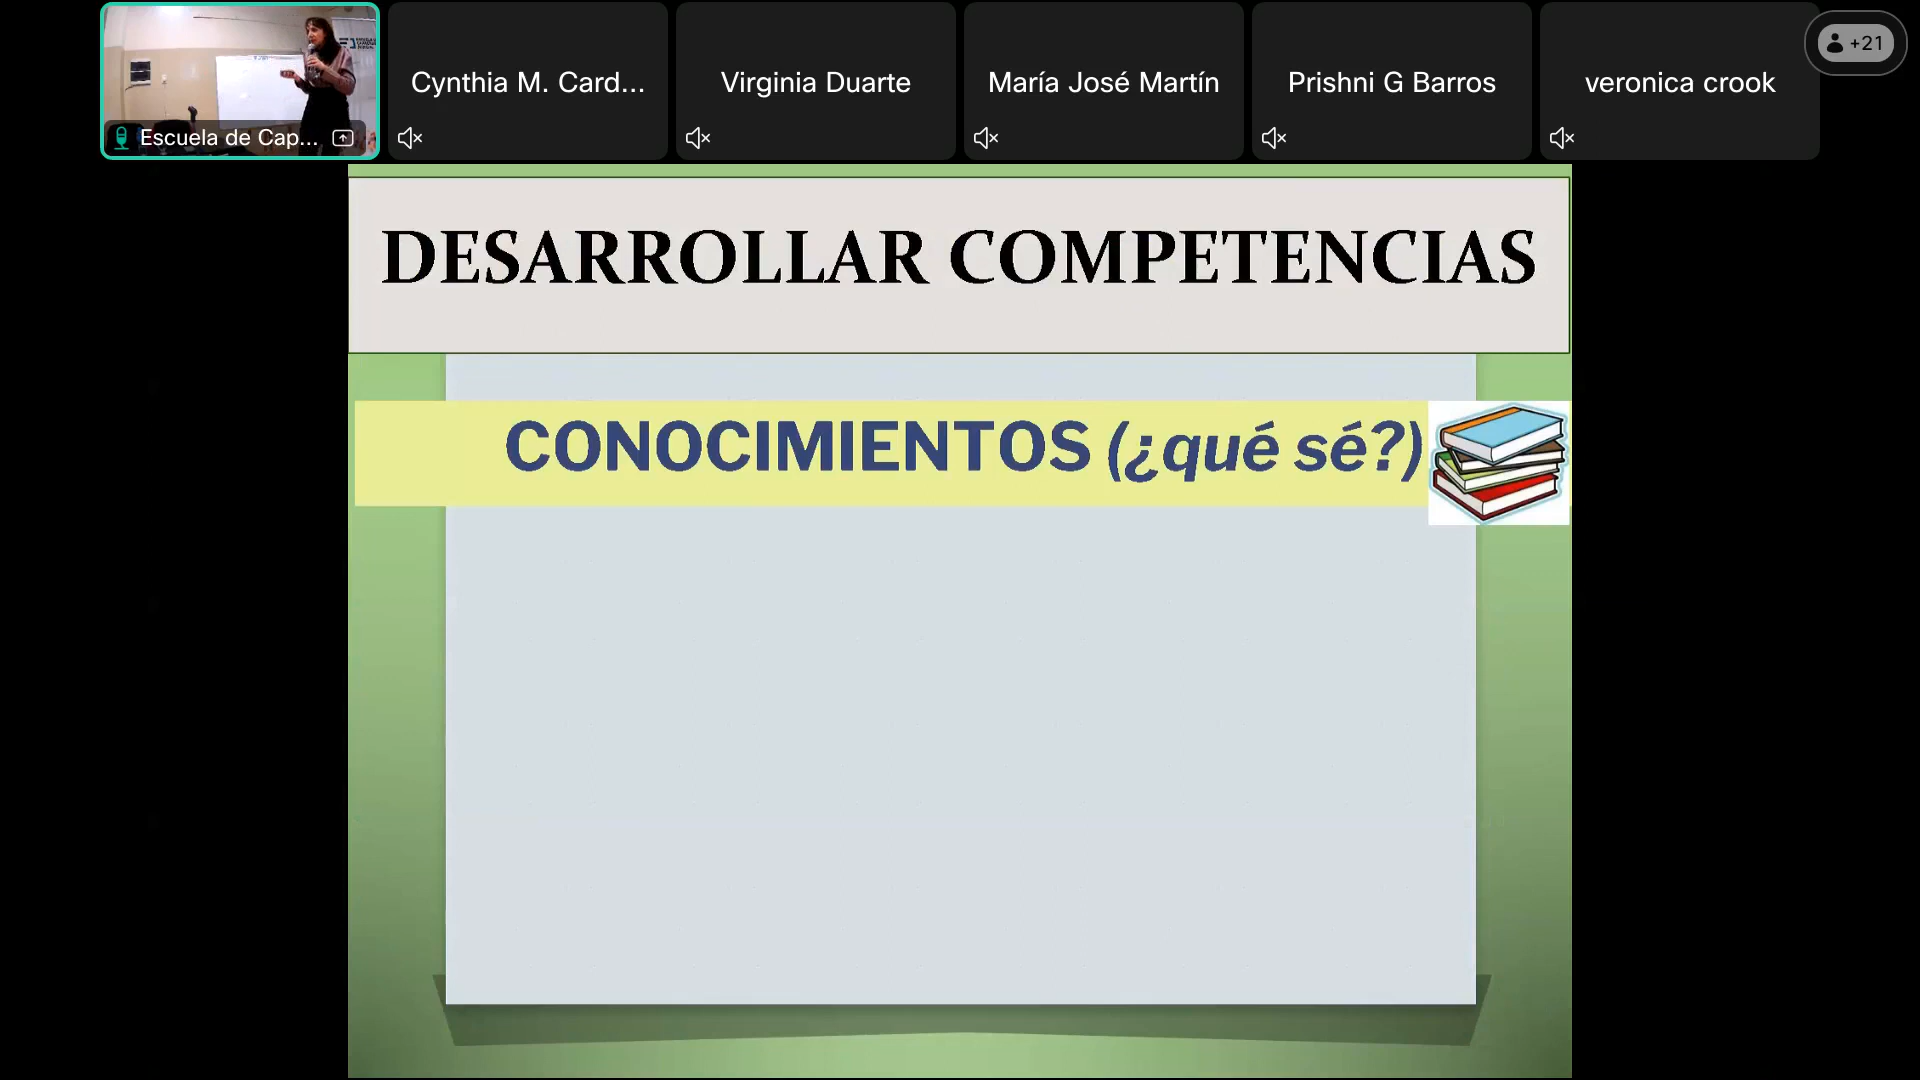 Escuela de Cap...
Cynthia M. Card...
Virginia Duarte
María José Martín
Prishni G Barros
veronica crook
+21
DESARROLLAR COMPETENCIAS
CONOCIMIENTOS (¿qué sé?)